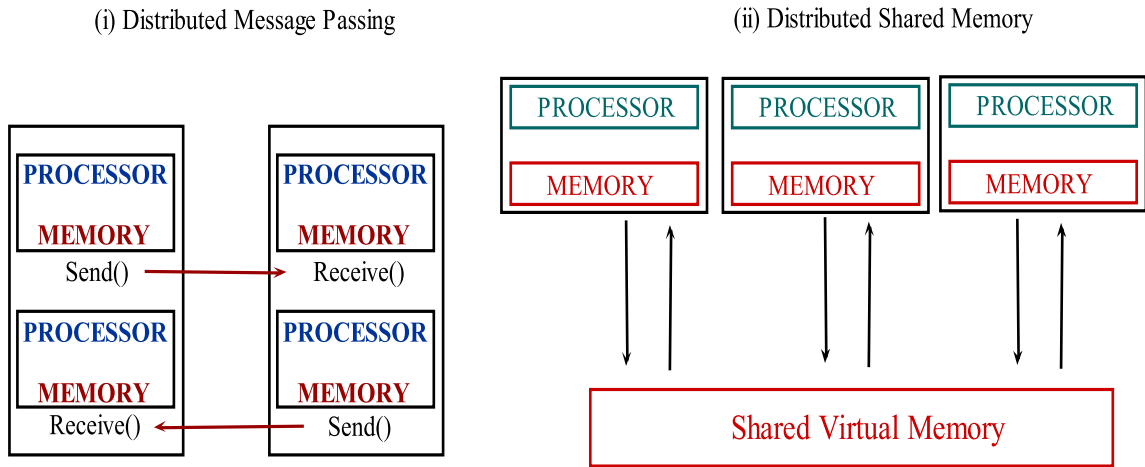 (i) Distributed Message Passing
PROCESSOR
MEMORY
Send()
PROCESSOR
MEMORY
Receive()
PROCESSOR
MEMORY
Receive()
PROCESSOR
MEMORY
Send()
(ii) Distributed Shared Memory
PROCESSOR
MEMORY
PROCESSOR
MEMORY
PROCESSOR
MEMORY
Shared Virtual Memory